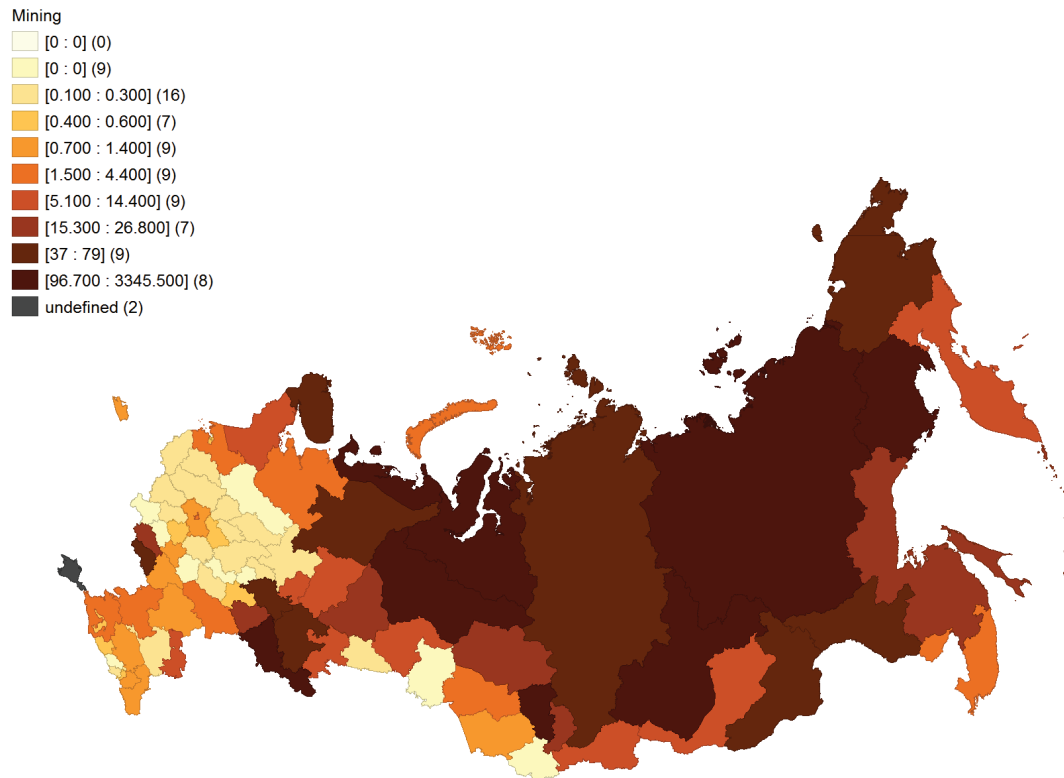 Mining
[0 : 0] (0)
[0 : 0] (9)
[0.100 : 0.300] (16)
[0.400 : 0.600] (7)
[0.700 : 1.400] (9)
[1.500 : 4.400] (9)
[5.100 : 14.400] (9)
[15.300 : 26.800] (7)
[37 : 79] (9)
[96.700 : 3345.500] (8)
undefined (2)